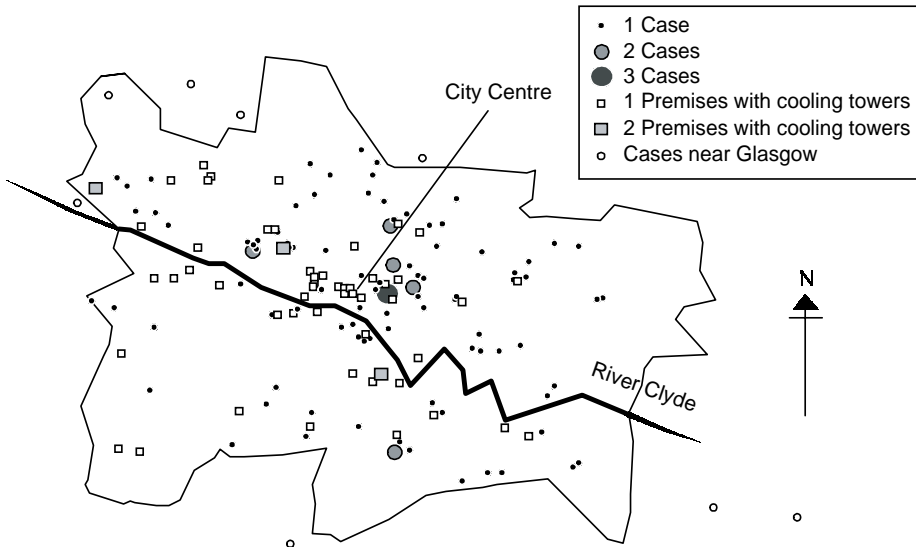 1 Case
2 Cases
3 Cases
1 Premises with cooling towers
2 Premises with cooling towers
Cases near Glasgow
City Centre
N
River Clyde